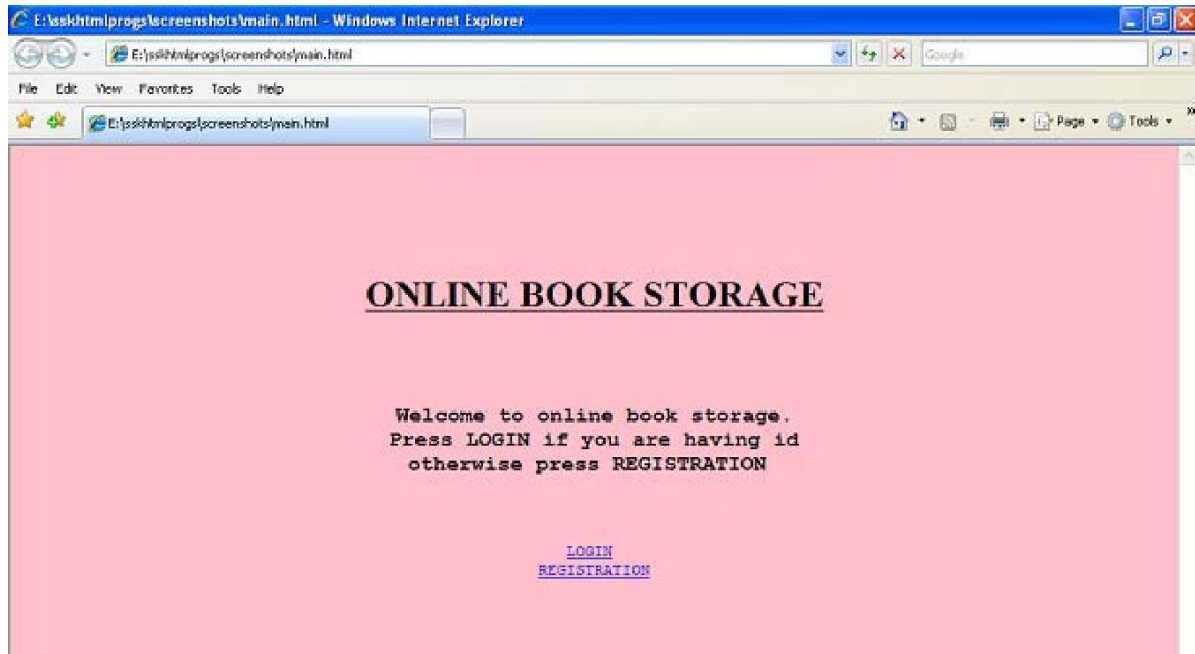 E:\sskhtmlprogs\screenshots\main.html - Windows Internet Explorer
E:\sskhtmlprogs\screenshots\main.html
Google
File Edit View Favorites Tools Help
E:\sskhtmlprogs\screenshots\main.html
Page Tools
ONLINE BOOK STORAGE
Welcome to online book storage.
Press LOGIN if you are having id
otherwise press REGISTRATION
LOGIN
REGISTRATION